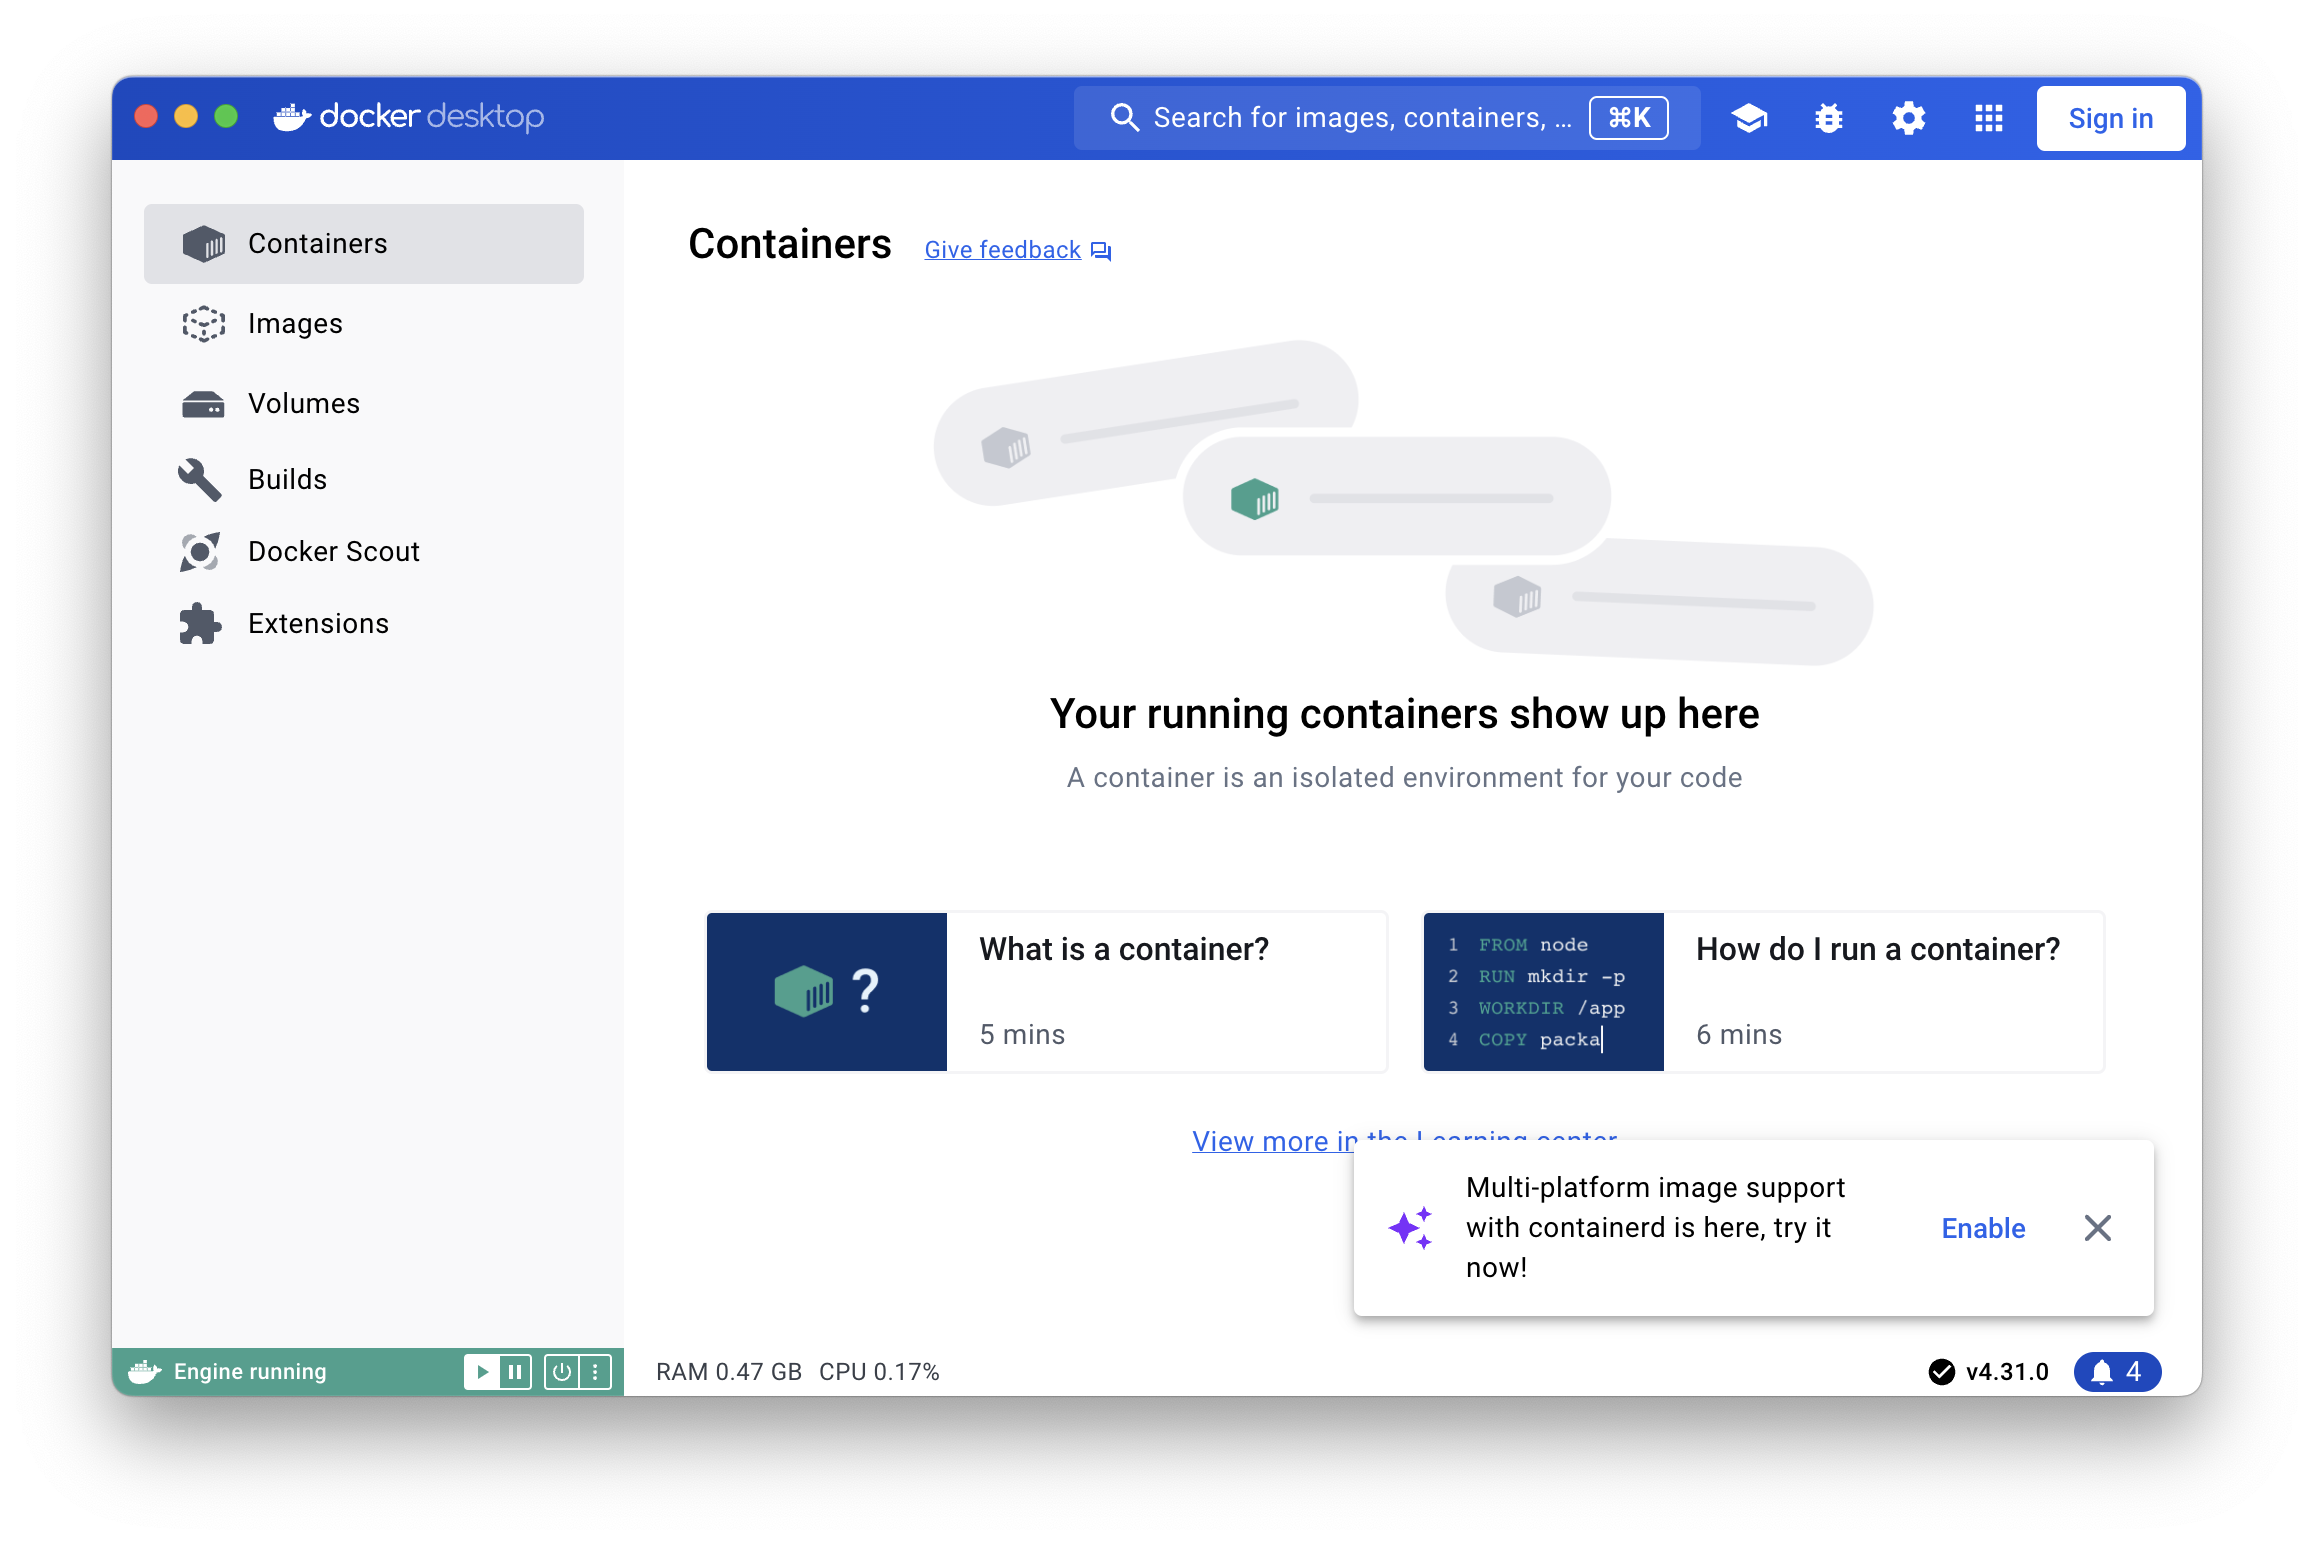 docker desktop
Search for images, containers, ...
⌘K
Sign in
Containers
Images
Volumes
Builds
Docker Scout
Extensions
Containers
Give feedback
Your running containers show up here
A container is an isolated environment for your code
?
What is a container?
5 mins
1 FROM node
2 RUN mkdir -p
3 WORKDIR /app
4 COPY packa
How do I run a container?
6 mins
View more in the Learning center
Multi-platform image support
with containerd is here, try it
now!
Enable
Engine running
RAM 0.47 GB CPU 0.17%
v4.31.0
4